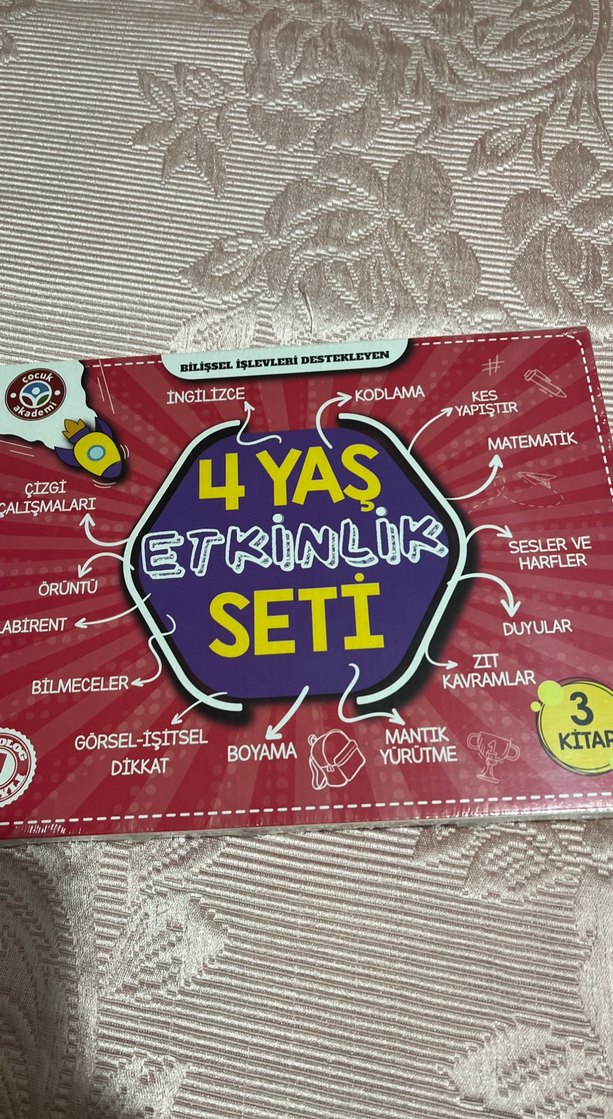 BİLİŞSEL İŞLEVLERİ DESTEKLEYEN
çocuk
akademi
İNGİLİZCE
KODLAMA
KES
YAPIŞTIR
MATEMATİK
SESLER VE
HARFLER
DUYULAR
ZIT
KAVRAMLAR
MANTIK
YÜRÜTME
BOYAMA
GÖRSEL-İŞİTSEL
DİKKAT
BİLMECELER
LABİRENT
ÖRÜNTÜ
ÇİZGİ
ÇALIŞMALARI
4 YAŞ
ETKİNLİK
SETİ
3
KİTAP